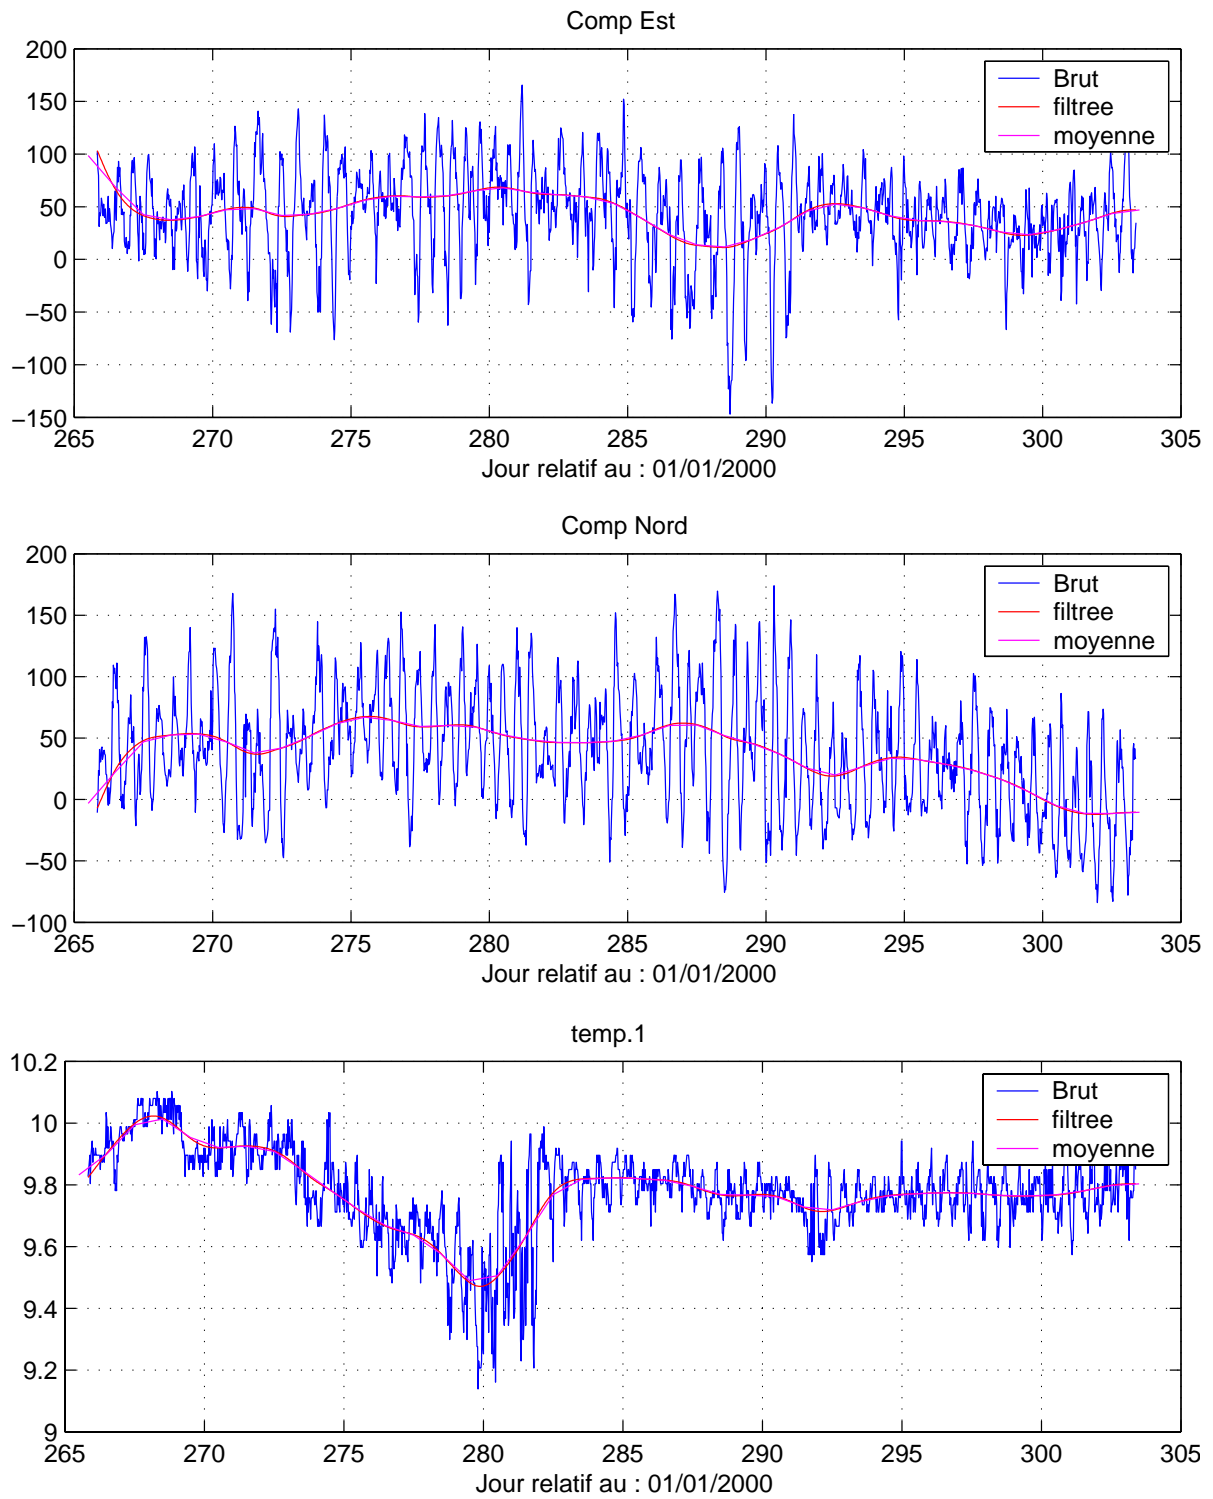 Comp Est
200
150
100
50
0
−50
−100
−150
265 270 275 280 285 290 295 300 305
Jour relatif au : 01/01/2000
Brut
filtree
moyenne
Comp Nord
200
150
100
50
0
−50
−100
265 270 275 280 285 290 295 300 305
Jour relatif au : 01/01/2000
Brut
filtree
moyenne
temp.1
10.2
10
9.8
9.6
9.4
9.2
9
265 270 275 280 285 290 295 300 305
Jour relatif au : 01/01/2000
Brut
filtree
moyenne